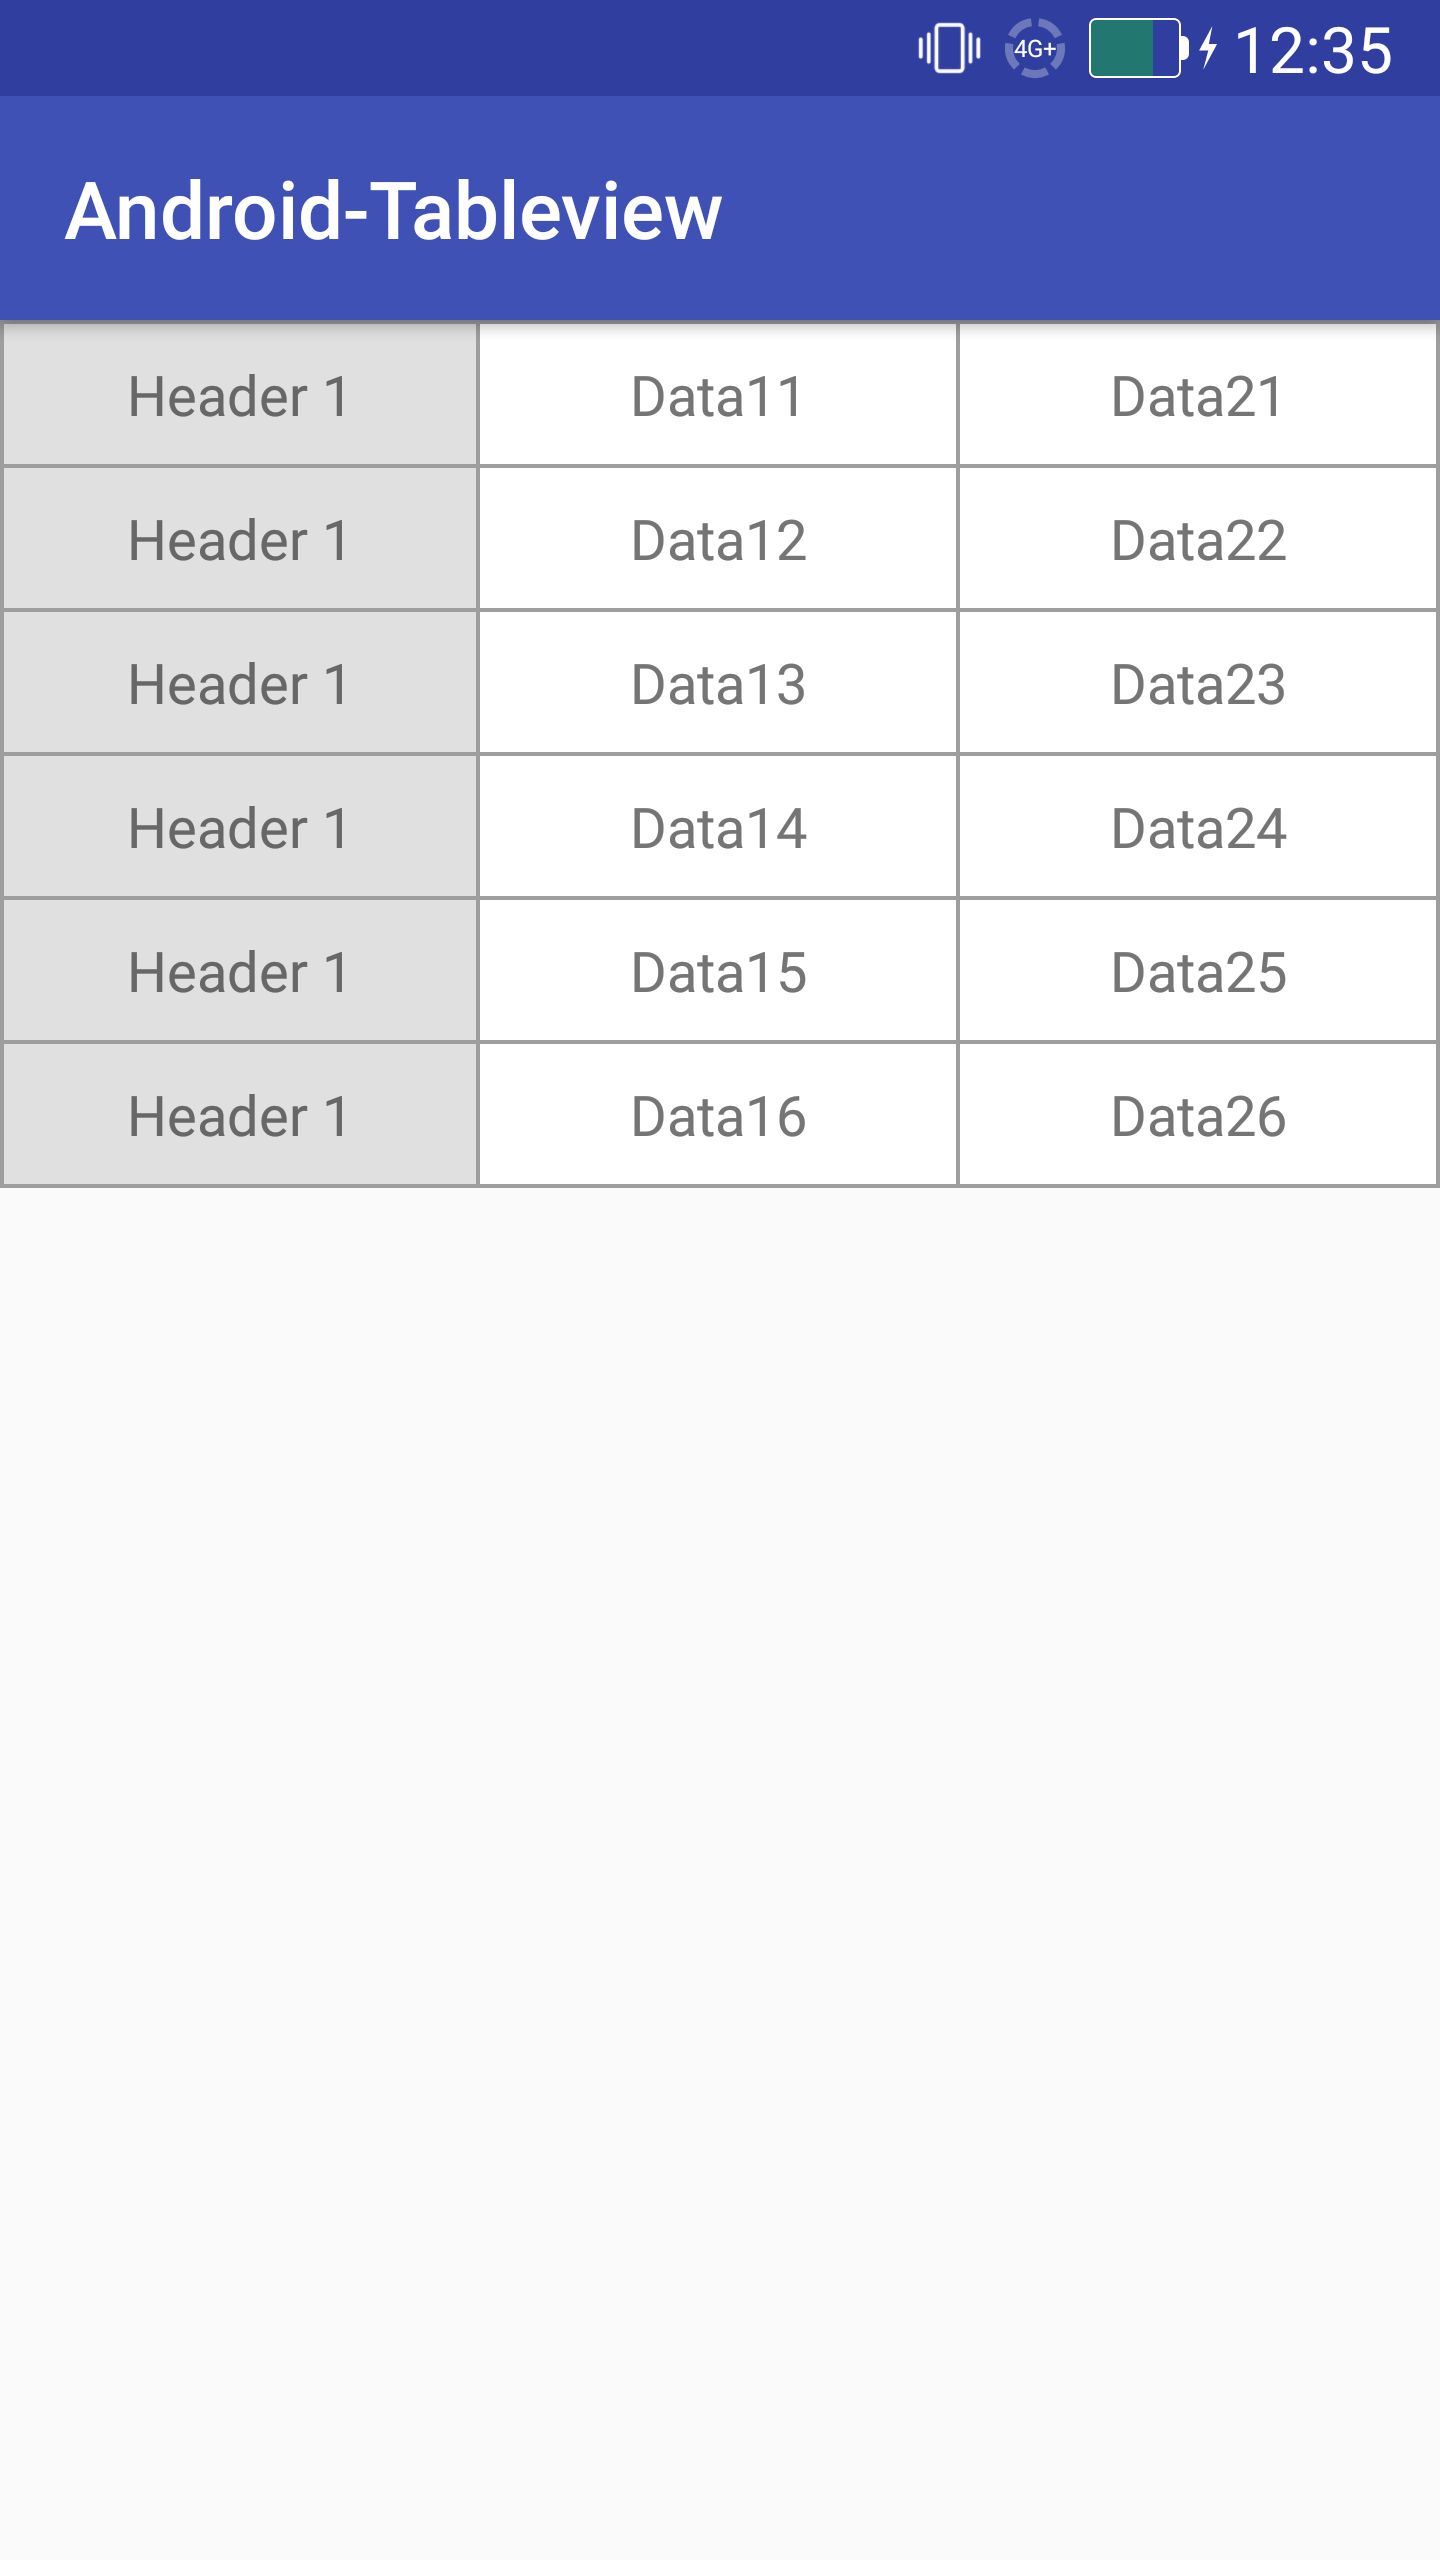 4G+ 12:35
Android-Tableview
Header 1 Data11 Data21
Header 1 Data12 Data22
Header 1 Data13 Data23
Header 1 Data14 Data24
Header 1 Data15 Data25
Header 1 Data16 Data26